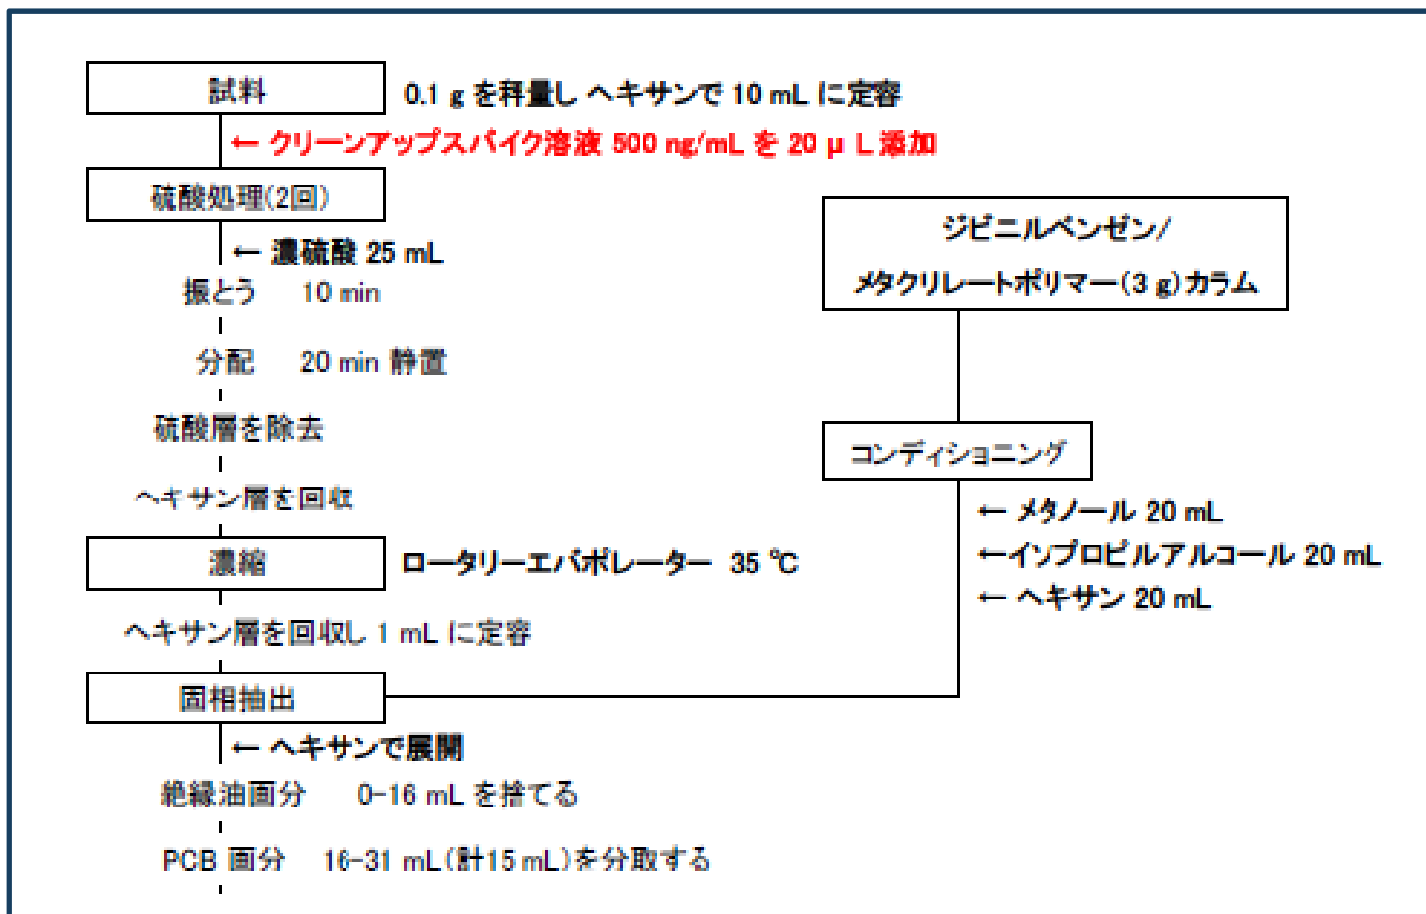 試料
0.1 g を秤量し ヘキサンで 10 mL に定容
← クリーンアップスパイク溶液 500 ng/mL を 20 μ L 添加
硫酸処理(2回)
← 濃硫酸 25 mL
振とう 10 min
分配 20 min 静置
硫酸層を除去
ヘキサン層を回収
濃縮
ロータリーエバポレーター 35 ℃
ヘキサン層を回収し 1 mL に定容
ジビニルベンゼン/
メタクリレートポリマー(3 g)カラム
コンディショニング
← メタノール 20 mL
←イソプロピルアルコール 20 mL
← ヘキサン 20 mL
固相抽出
← ヘキサンで展開
絶縁油画分 0-16 mL を捨てる
PCB 画分 16-31 mL(計15 mL)を分取する